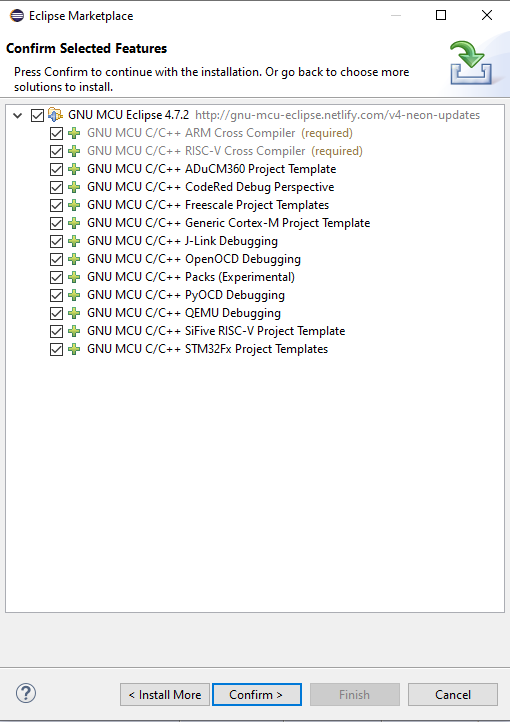 Eclipse Marketplace
Confirm Selected Features
Press Confirm to continue with the installation. Or go back to choose more
solutions to install.
GNU MCU Eclipse 4.7.2 http://gnu-mcu-eclipse.netlify.com/v4-neon-updates
GNU MCU C/C++ ARM Cross Compiler (required)
GNU MCU C/C++ RISC-V Cross Compiler (required)
GNU MCU C/C++ ADuCM360 Project Template
GNU MCU C/C++ CodeRed Debug Perspective
GNU MCU C/C++ Freescale Project Templates
GNU MCU C/C++ Generic Cortex-M Project Template
GNU MCU C/C++ J-Link Debugging
GNU MCU C/C++ OpenOCD Debugging
GNU MCU C/C++ Packs (Experimental)
GNU MCU C/C++ PyOCD Debugging
GNU MCU C/C++ QEMU Debugging
GNU MCU C/C++ SiFive RISC-V Project Template
GNU MCU C/C++ STM32Fx Project Templates
? < Install More Confirm > Finish Cancel